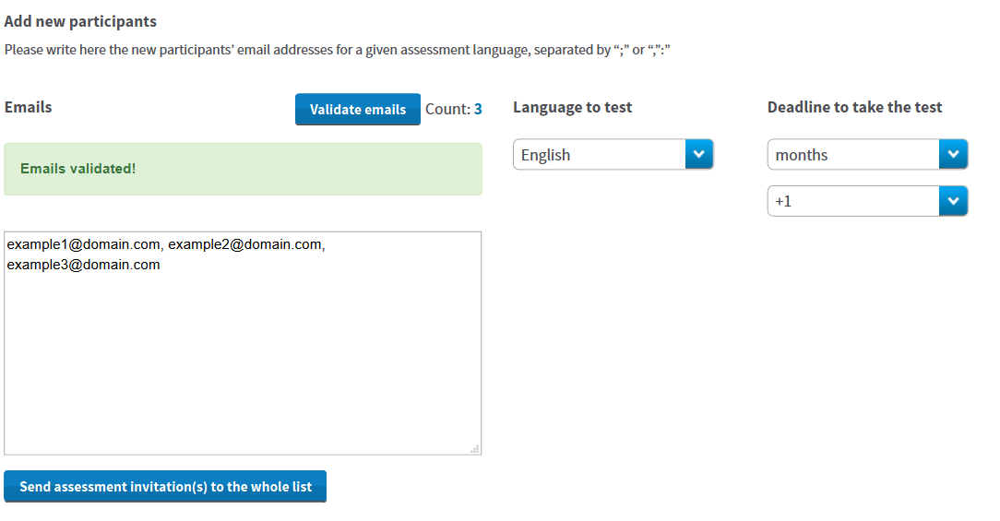 Add new participants
Please write here the new participants’ email addresses for a given assessment language, separated by “;” or “,”:”
Emails
Validate emails
Count: 3
Language to test
Deadline to take the test
Emails validated!
English
months
+1
example1@domain.com, example2@domain.com,
example3@domain.com
Send assessment invitation(s) to the whole list